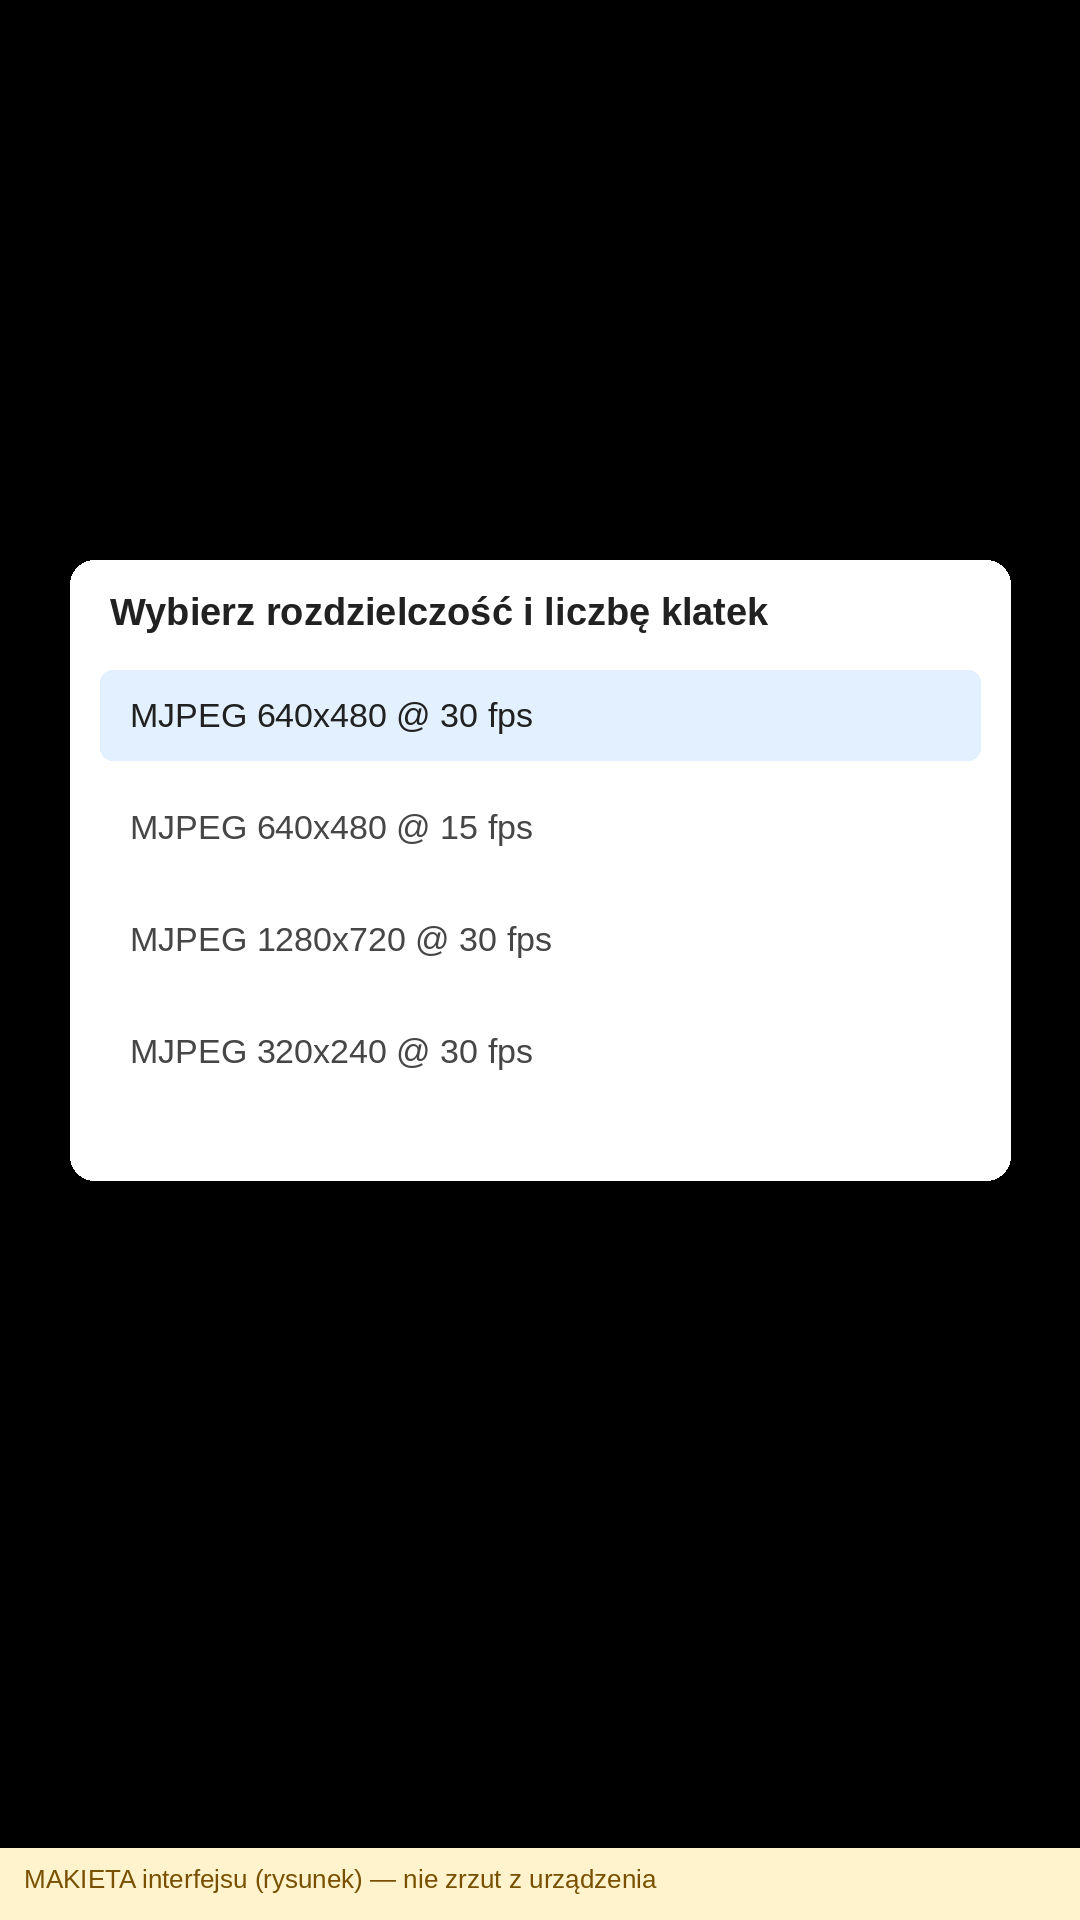 Wybierz rozdzielczość i liczbę klatek
MJPEG 640x480 @ 30 fps
MJPEG 640x480 @ 15 fps
MJPEG 1280x720 @ 30 fps
MJPEG 320x240 @ 30 fps
MAKIETA interfejsu (rysunek) — nie zrzut z urządzenia